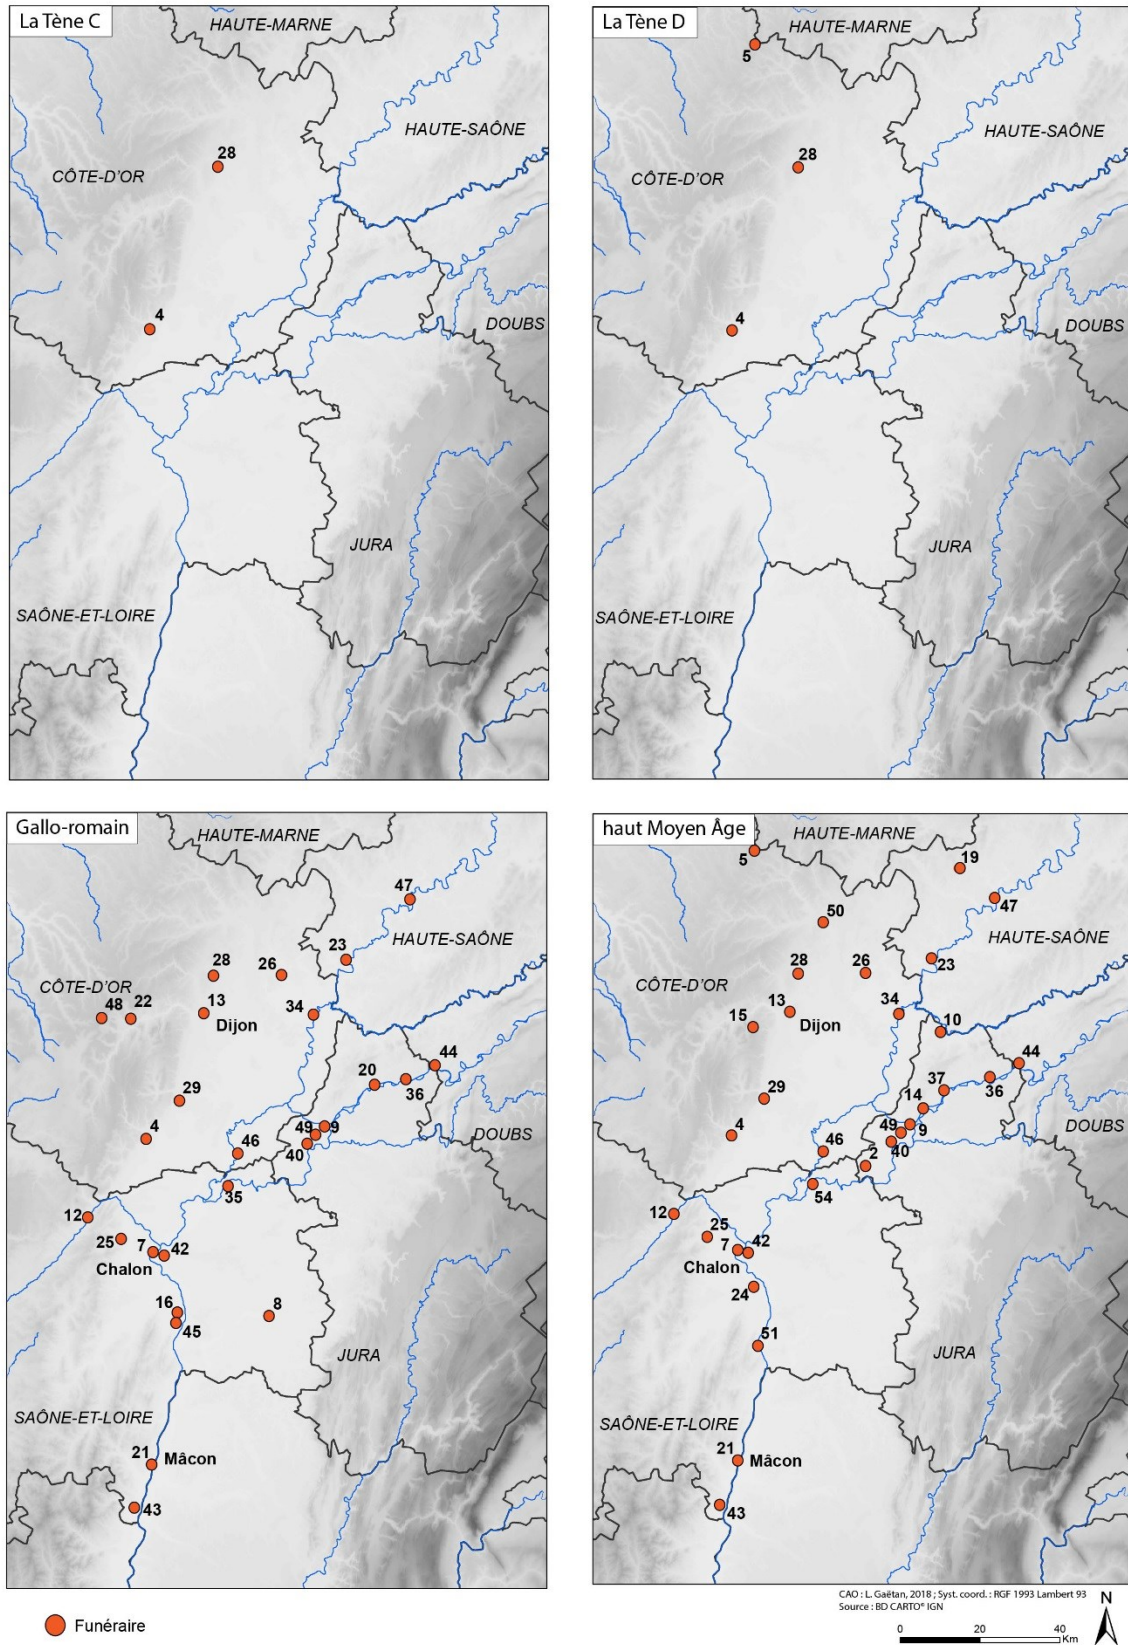 La Tène C
HAUTE-MARNE
HAUTE-SAÔNE
28
CÔTE-D'OR
4
DOUBS
JURA
SAÔNE-ET-LOIRE
La Tène D
HAUTE-MARNE
5
HAUTE-SAÔNE
28
CÔTE-D'OR
4
DOUBS
JURA
SAÔNE-ET-LOIRE
Gallo-romain
HAUTE-MARNE
47
HAUTE-SAÔNE
23
28
26
CÔTE-D'OR
48
22
13
34
Dijon
44
20
36
29
49
9
4
DOUBS
46
40
35
12
25
7
42
Chalon
16
8
45
JURA
SAÔNE-ET-LOIRE
21
Mâcon
43
haut Moyen Âge
HAUTE-MARNE
5
19
47
50
HAUTE-SAÔNE
23
28
26
CÔTE-D'OR
13
34
15
Dijon
10
44
37
36
29
14
49
9
4
DOUBS
46
40
2
54
12
25
7
42
Chalon
24
51
JURA
SAÔNE-ET-LOIRE
21
Mâcon
43
CAO : L. Gaëtan, 2018 ; Syst. coord. : RGF 1993 Lambert 93
Source : BD CARTO® IGN
N
0 20 40
Km
Funéraire